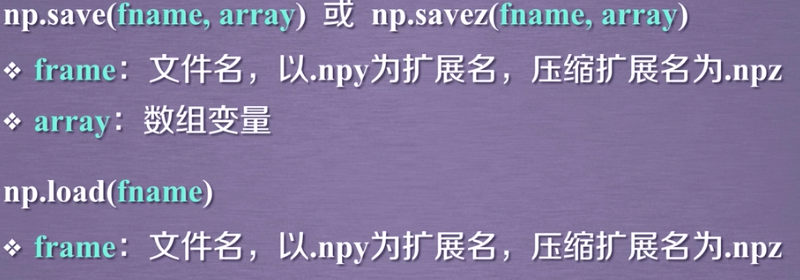 np.save(fname, array) 或 np.savez(fname, array)
❖ frame：文件名，以.npy为扩展名，压缩扩展名为.npz
❖ array：数组变量
np.load(fname)
❖ frame：文件名，以.npy为扩展名，压缩扩展名为.npz